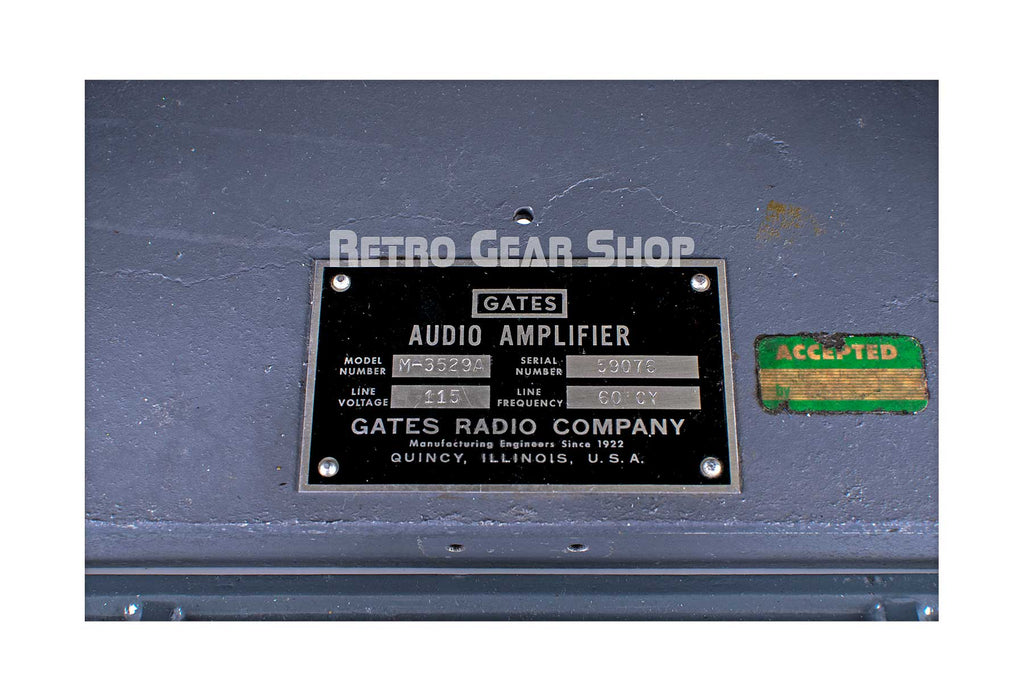 RETRO GEAR SHOP
GATES
AUDIO AMPLIFIER
MODEL NUMBER M-3529A SERIAL NUMBER 59076
LINE VOLTAGE 115 LINE FREQUENCY 60 CY
GATES RADIO COMPANY
Manufacturing Engineers Since 1922
QUINCY, ILLINOIS, U.S.A.
ACCEPTED
by